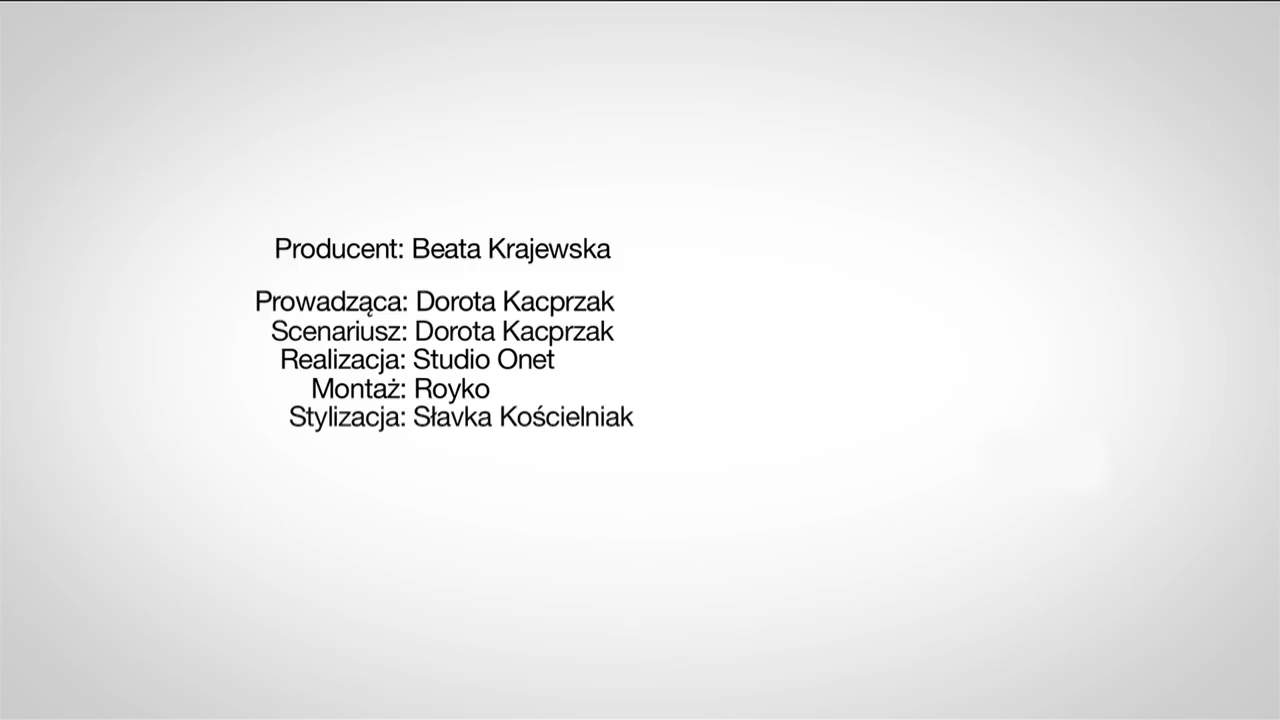 Producent: Beata Krajewska
Prowadząca: Dorota Kacprzak
Scenariusz: Dorota Kacprzak
Realizacja: Studio Onet
Montaż: Royko
Stylizacja: Sławka Kościelniak